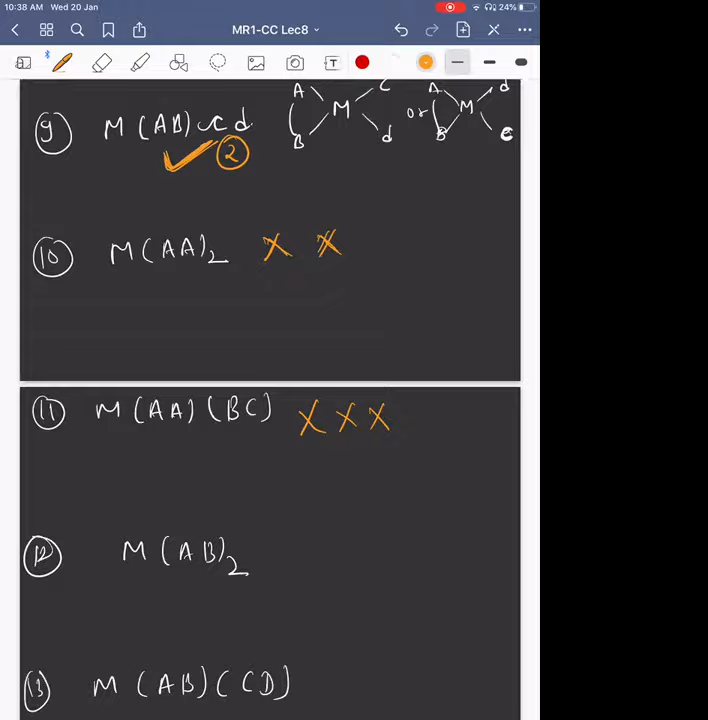 10:38 AM Wed 20 Jan 24%
MR1-CC Lec8
T
A C A d
9 M (AB) cd M or M
B d B C
2
10 M (AA)2 X X
11 M (AA) (BC) X X X
12 M (AB)2
13 M (AB) (CD)